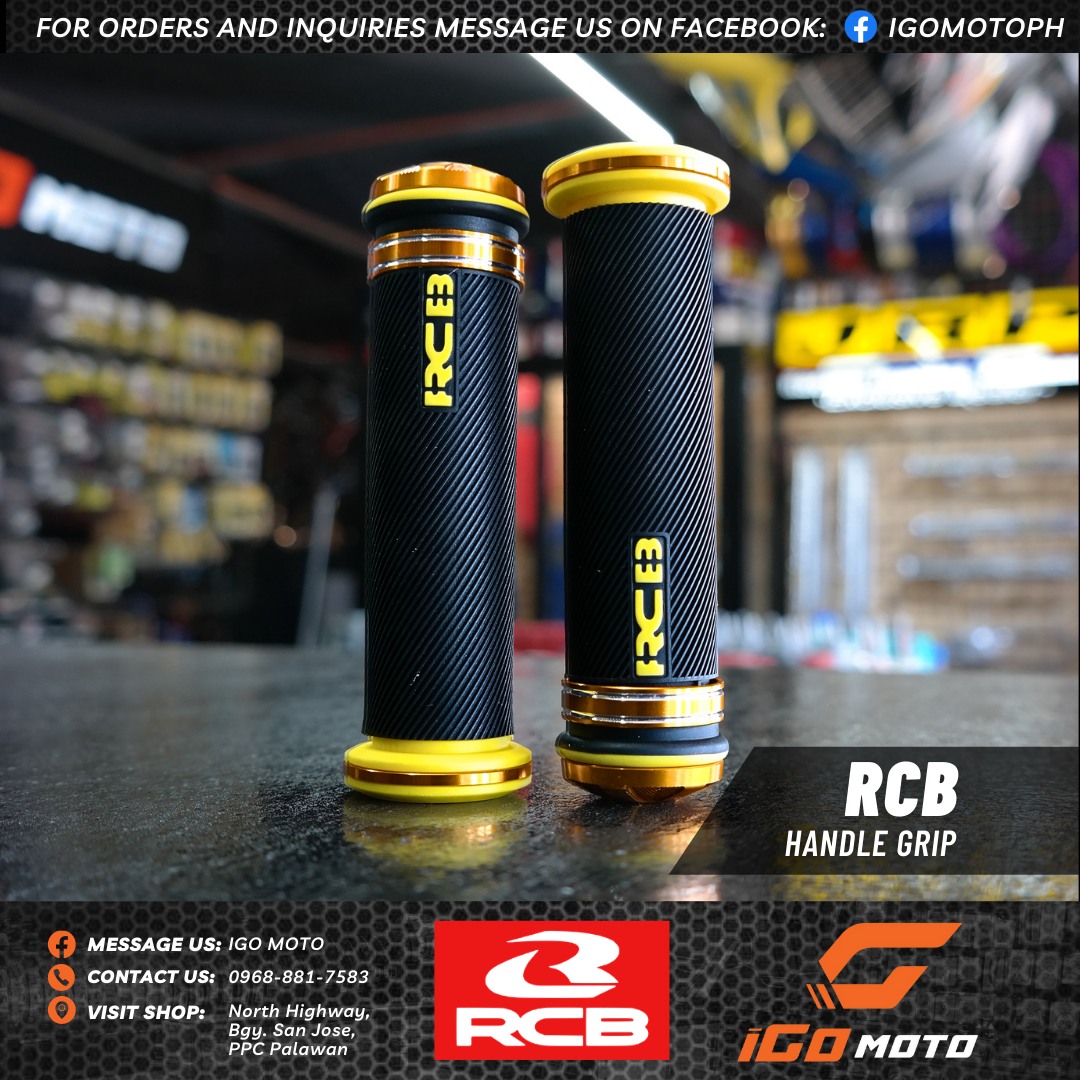 FOR ORDERS AND INQUIRIES MESSAGE US ON FACEBOOK: IGOMOTOPH
RCB
RCB
RCB
HANDLE GRIP
MESSAGE US: IGO MOTO
CONTACT US: 0968-881-7583
VISIT SHOP: North Highway,
Bgy. San Jose,
PPC Palawan
RCB
iGO MOTO